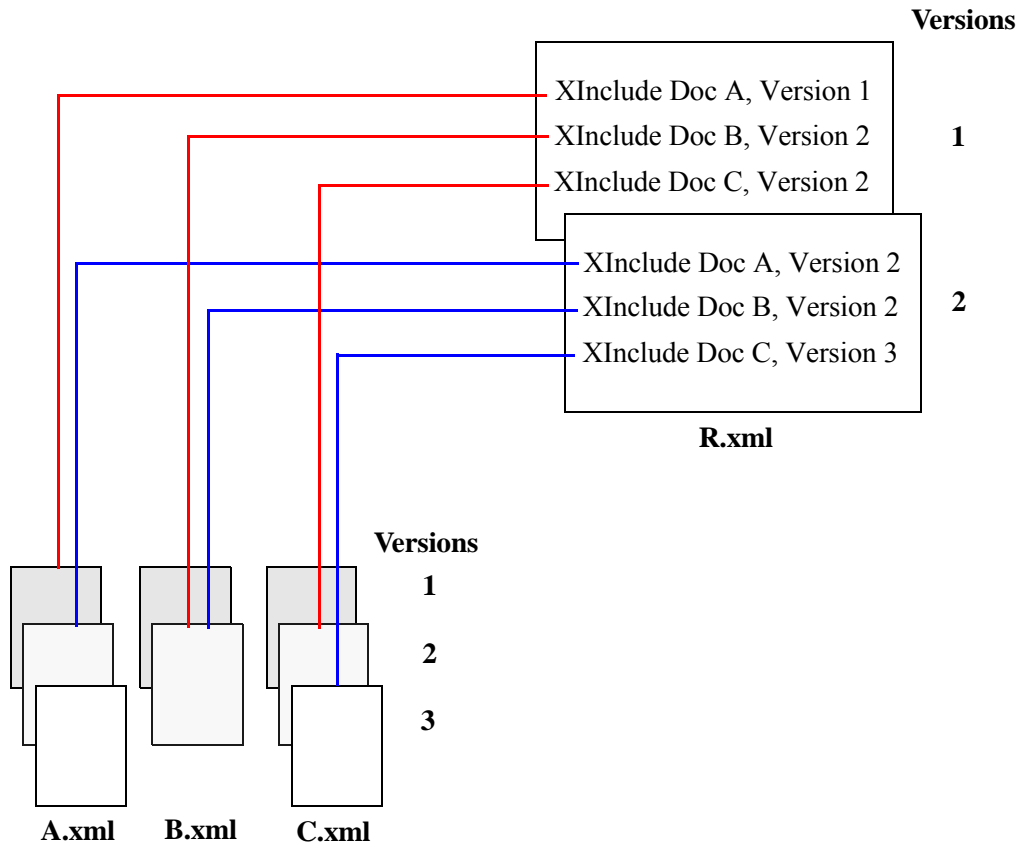 Versions
XInclude Doc A, Version 1
XInclude Doc B, Version 2
1
XInclude Doc C, Version 2
XInclude Doc A, Version 2
XInclude Doc B, Version 2
2
XInclude Doc C, Version 3
R.xml
Versions
1
2
3
A.xml
B.xml
C.xml